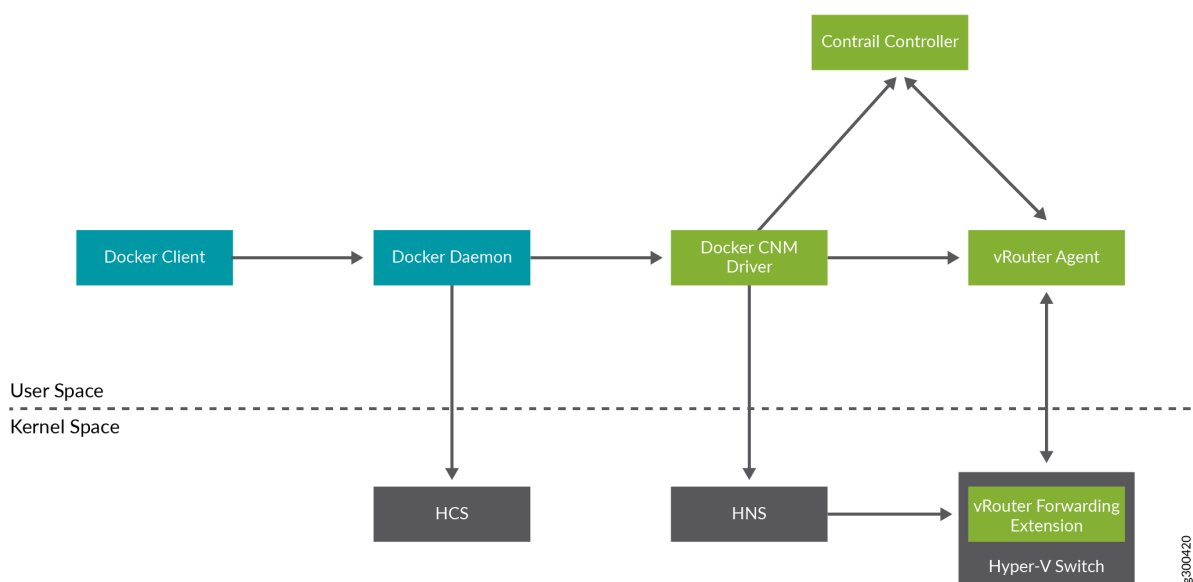 Contrail Controller
Docker Client
Docker Daemon
Docker CNM
Driver
vRouter Agent
User Space
Kernel Space
HCS
HNS
vRouter Forwarding
Extension
Hyper-V Switch
g300420